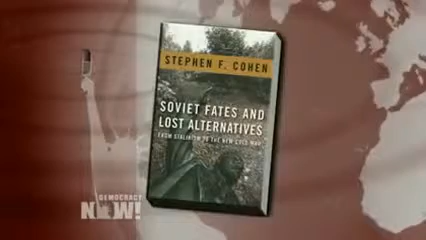 STEPHEN F. COHEN
SOVIET FATES AND
LOST ALTERNATIVES
FROM STALINISM TO THE NEW COLD WAR
DEMOCRACY
NOW!